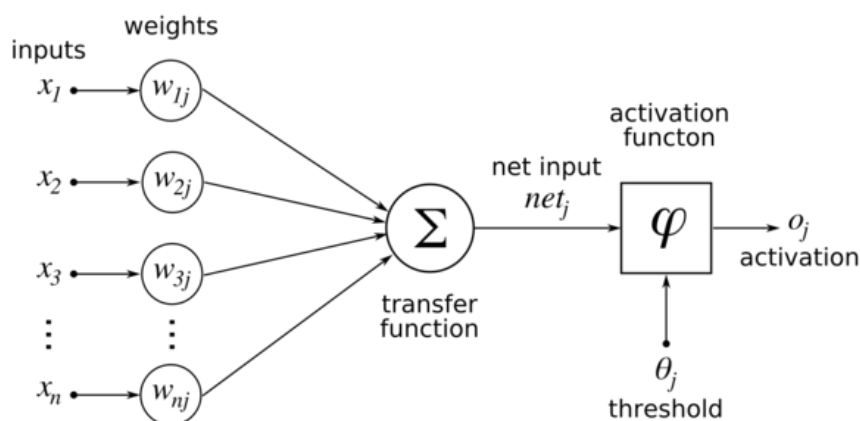 weights
inputs
x₁
w₁ⱼ
x₂
w₂ⱼ
x₃
w₃ⱼ
⋮
⋮
xₙ
wₙⱼ
Σ
transfer
function
net input
netⱼ
activation
functon
φ
oⱼ
activation
θⱼ
threshold